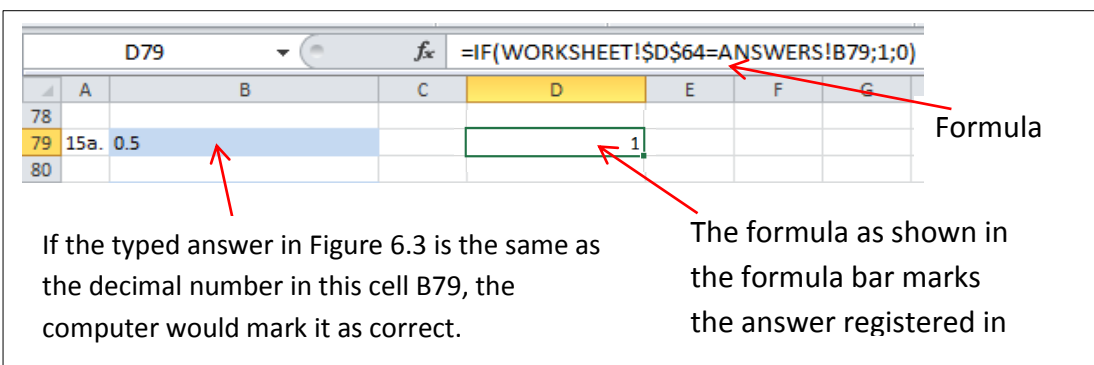 D79 fx =IF(WORKSHEET!$D$64=ANSWERS!B79;1;0)
A B C D E F G
78
79 15a. 0.5 1
80
Formula
If the typed answer in Figure 6.3 is the same as
the decimal number in this cell B79, the
computer would mark it as correct.
The formula as shown in
the formula bar marks
the answer registered in